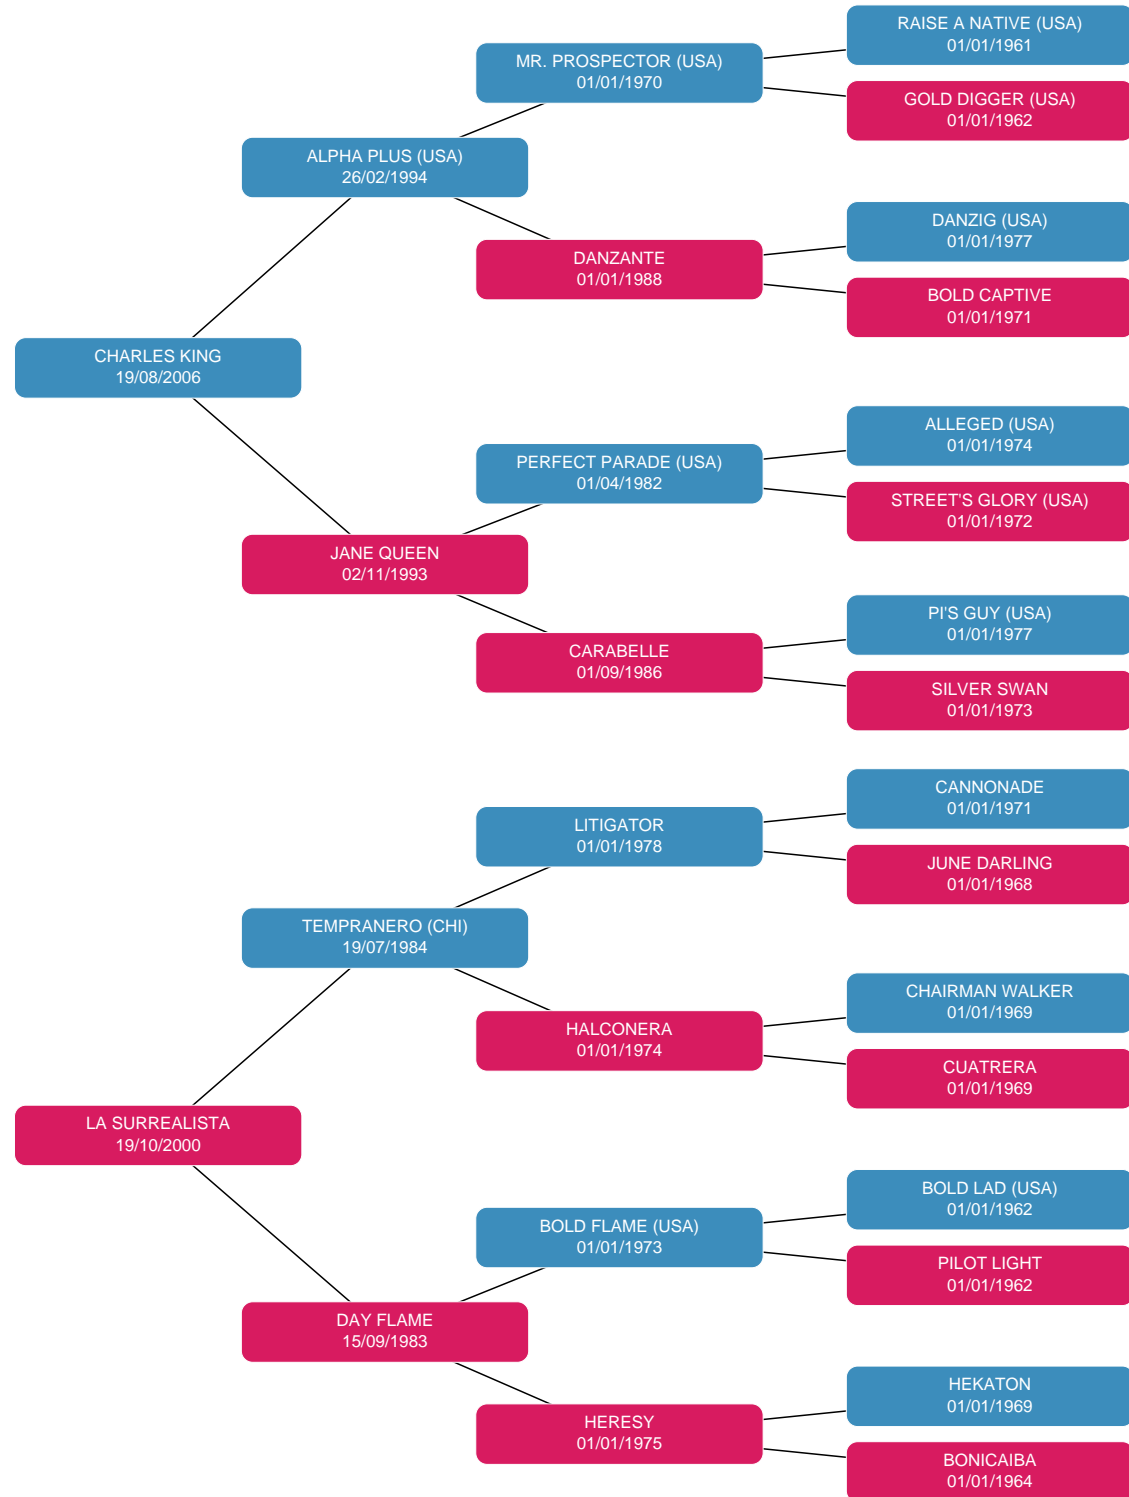 RAISE A NATIVE (USA)
01/01/1961
MR. PROSPECTOR (USA)
01/01/1970
GOLD DIGGER (USA)
01/01/1962
ALPHA PLUS (USA)
26/02/1994
DANZIG (USA)
01/01/1977
DANZANTE
01/01/1988
BOLD CAPTIVE
01/01/1971
CHARLES KING
19/08/2006
ALLEGED (USA)
01/01/1974
PERFECT PARADE (USA)
01/04/1982
STREET'S GLORY (USA)
01/01/1972
JANE QUEEN
02/11/1993
PI'S GUY (USA)
01/01/1977
CARABELLE
01/09/1986
SILVER SWAN
01/01/1973
CANNONADE
01/01/1971
LITIGATOR
01/01/1978
JUNE DARLING
01/01/1968
TEMPRANERO (CHI)
19/07/1984
CHAIRMAN WALKER
01/01/1969
HALCONERA
01/01/1974
CUATRERA
01/01/1969
LA SURREALISTA
19/10/2000
BOLD LAD (USA)
01/01/1962
BOLD FLAME (USA)
01/01/1973
PILOT LIGHT
01/01/1962
DAY FLAME
15/09/1983
HEKATON
01/01/1969
HERESY
01/01/1975
BONICAIBA
01/01/1964